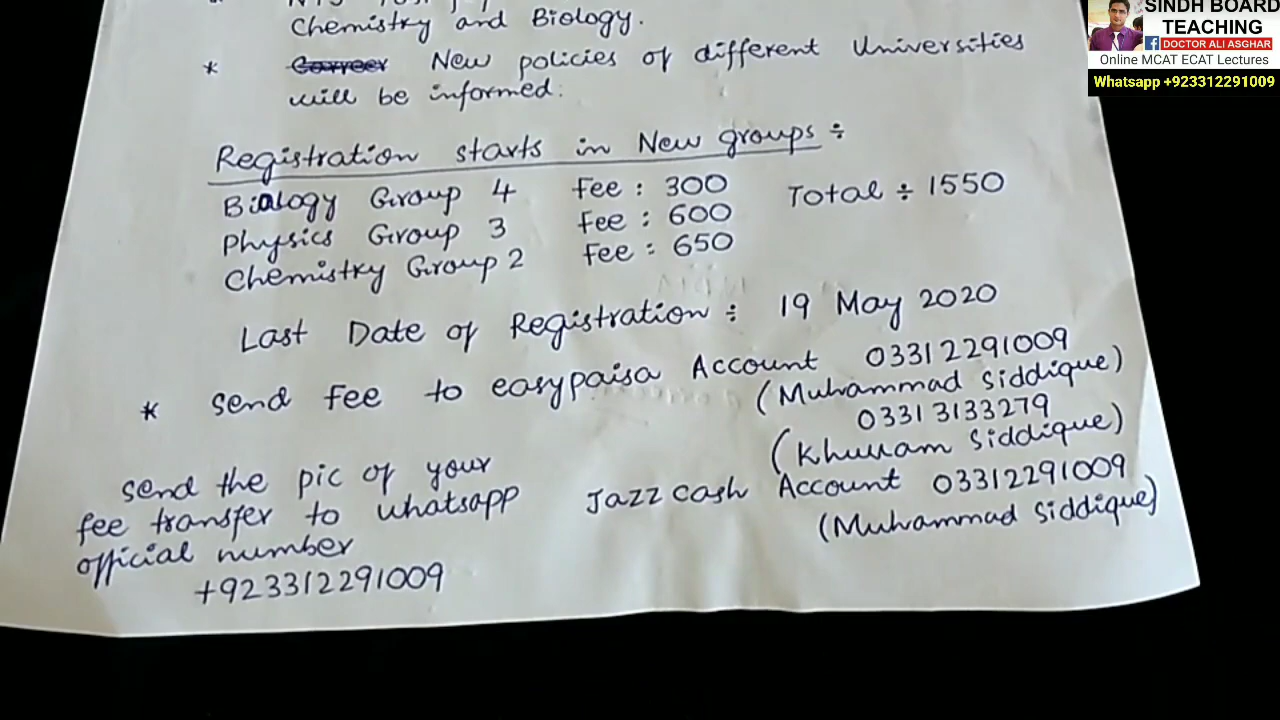 Chemistry and Biology.
* New policies of different Universities
will be informed.
Registration starts in New groups ÷
Biology Group 4 Fee : 300 Total ÷ 1550
Physics Group 3 Fee : 600
Chemistry Group 2 Fee : 650
Last Date of Registration ÷ 19 May 2020
* Send Fee to easypaisa Account 03312291009
(Muhammad Siddique)
03313133279
(Khurram Siddique)
Jazz cash Account 03312291009
(Muhammad Siddique)
Send the pic of your
fee transfer to whatsapp
official number
+923312291009
SINDH BOARD
TEACHING
f DOCTOR ALI ASGHAR
Online MCAT ECAT Lectures
Whatsapp +923312291009